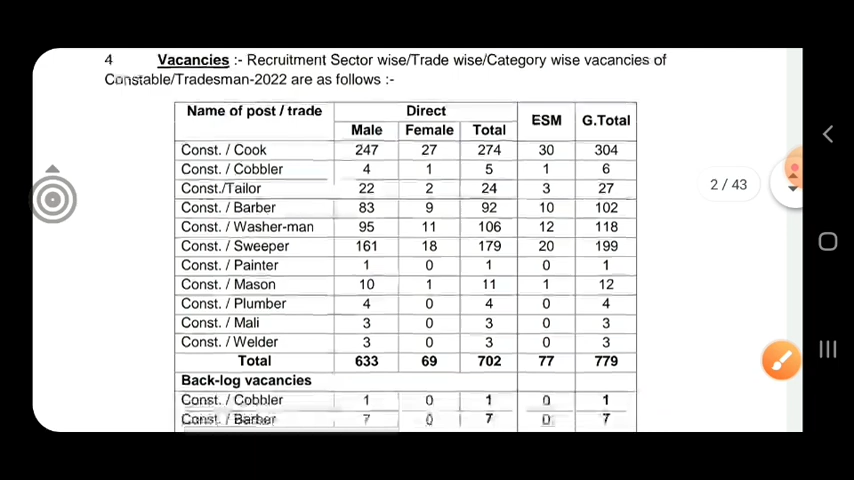 4 Vacancies :- Recruitment Sector wise/Trade wise/Category wise vacancies of
Constable/Tradesman-2022 are as follows :-
Name of post / trade Direct ESM G.Total
Male Female Total
Const. / Cook 247 27 274 30 304
Const. / Cobbler 4 1 5 1 6
Const./Tailor 22 2 24 3 27
Const. / Barber 83 9 92 10 102
Const. / Washer-man 95 11 106 12 118
Const. / Sweeper 161 18 179 20 199
Const. / Painter 1 0 1 0 1
Const. / Mason 10 1 11 1 12
Const. / Plumber 4 0 4 0 4
Const. / Mali 3 0 3 0 3
Const. / Welder 3 0 3 0 3
Total 633 69 702 77 779
Back-log vacancies
Const. / Cobbler 1 0 1 0 1
Const. / Barber 7 0 7 0 7
2 / 43